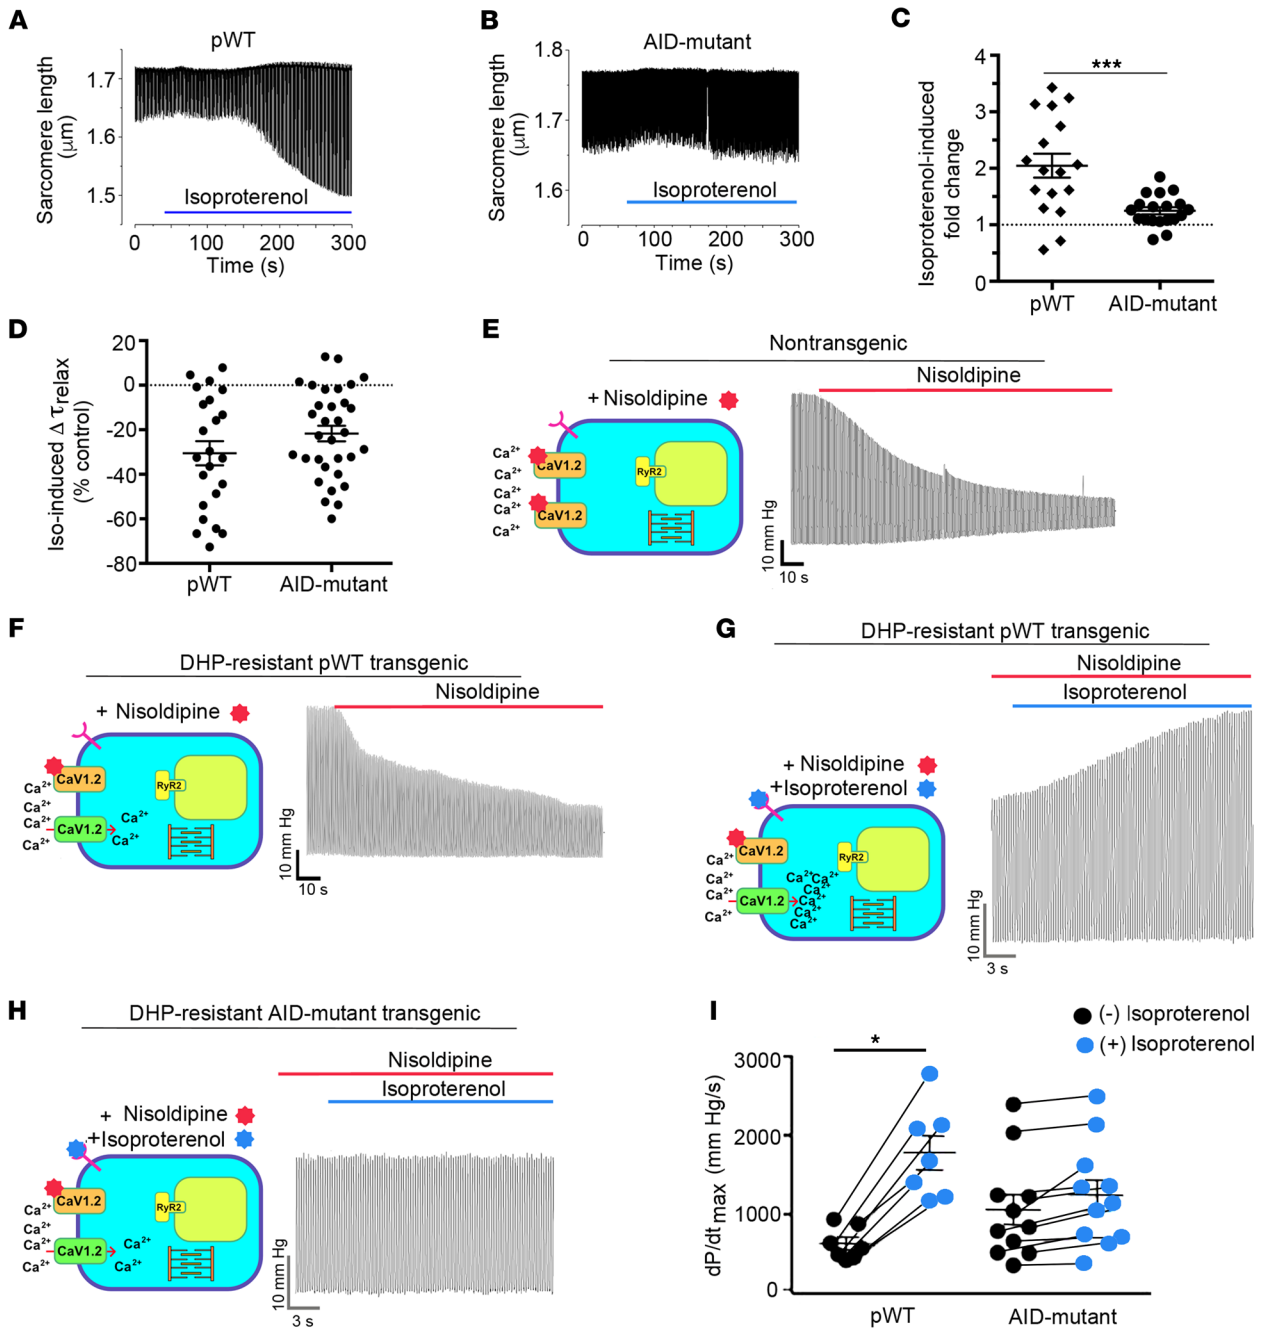 A
pWT
Sarcomere length
(μm)
1.7
1.6
1.5
Isoproterenol
0
100
200
300
Time (s)
B
AID-mutant
Sarcomere length
(μm)
1.8
1.7
1.6
Isoproterenol
0
100
200
300
Time (s)
C
Isoproterenol-induced
fold change
4
3
2
1
0
***
pWT
AID-mutant
D
Iso-induced Δ τrelax
(% control)
20
0
-20
-40
-60
-80
pWT
AID-mutant
E
Nontransgenic
+ Nisoldipine
Nisoldipine
Ca2+
Ca2+
Ca2+
Ca2+
Ca2+
CaV1.2
CaV1.2
RyR2
10 mm Hg
10 s
F
DHP-resistant pWT transgenic
Nisoldipine
+ Nisoldipine
Ca2+
Ca2+
Ca2+
Ca2+
CaV1.2
CaV1.2
Ca2+
Ca2+
RyR2
10 mm Hg
10 s
G
DHP-resistant pWT transgenic
Nisoldipine
Isoproterenol
+ Nisoldipine
+Isoproterenol
Ca2+
Ca2+
Ca2+
Ca2+
CaV1.2
CaV1.2
RyR2
Ca2+Ca2+
Ca2+
Ca2+
Ca2+
Ca2+
10 mm Hg
3 s
H
DHP-resistant AID-mutant transgenic
Nisoldipine
Isoproterenol
+ Nisoldipine
+Isoproterenol
Ca2+
Ca2+
Ca2+
Ca2+
CaV1.2
CaV1.2
Ca2+
Ca2+
RyR2
10 mm Hg
3 s
I
(-) Isoproterenol
(+) Isoproterenol
*
dP/dtmax (mm Hg/s)
3000
2000
1000
0
pWT
AID-mutant